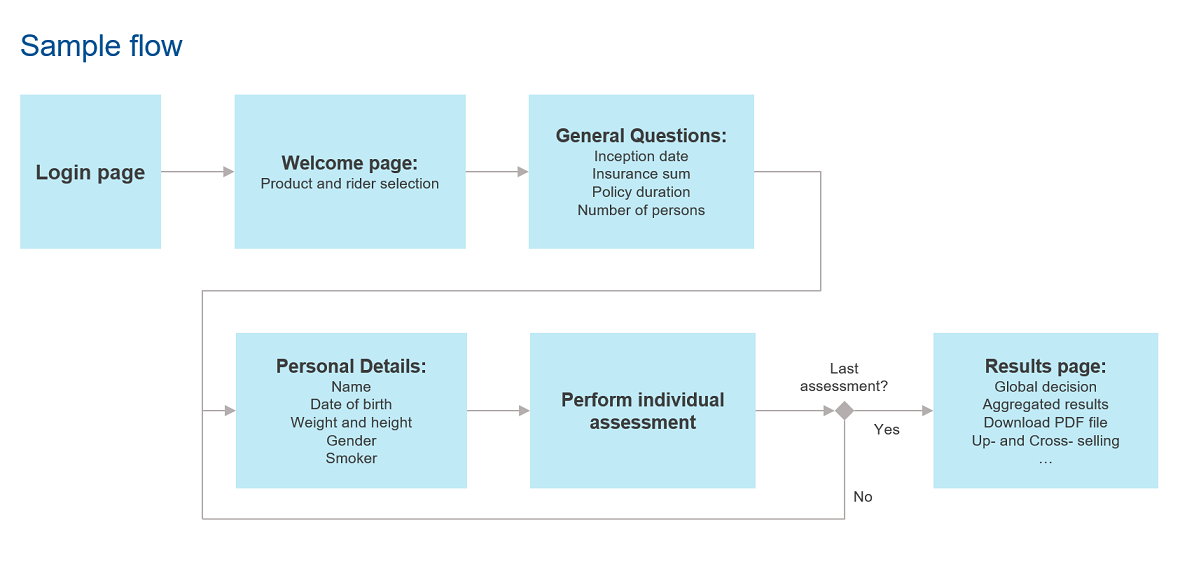 Sample flow
Login page
Welcome page:
Product and rider selection
General Questions:
Inception date
Insurance sum
Policy duration
Number of persons
Personal Details:
Name
Date of birth
Weight and height
Gender
Smoker
Perform individual
assessment
Last
assessment?
Yes
No
Results page:
Global decision
Aggregated results
Download PDF file
Up- and Cross- selling
…